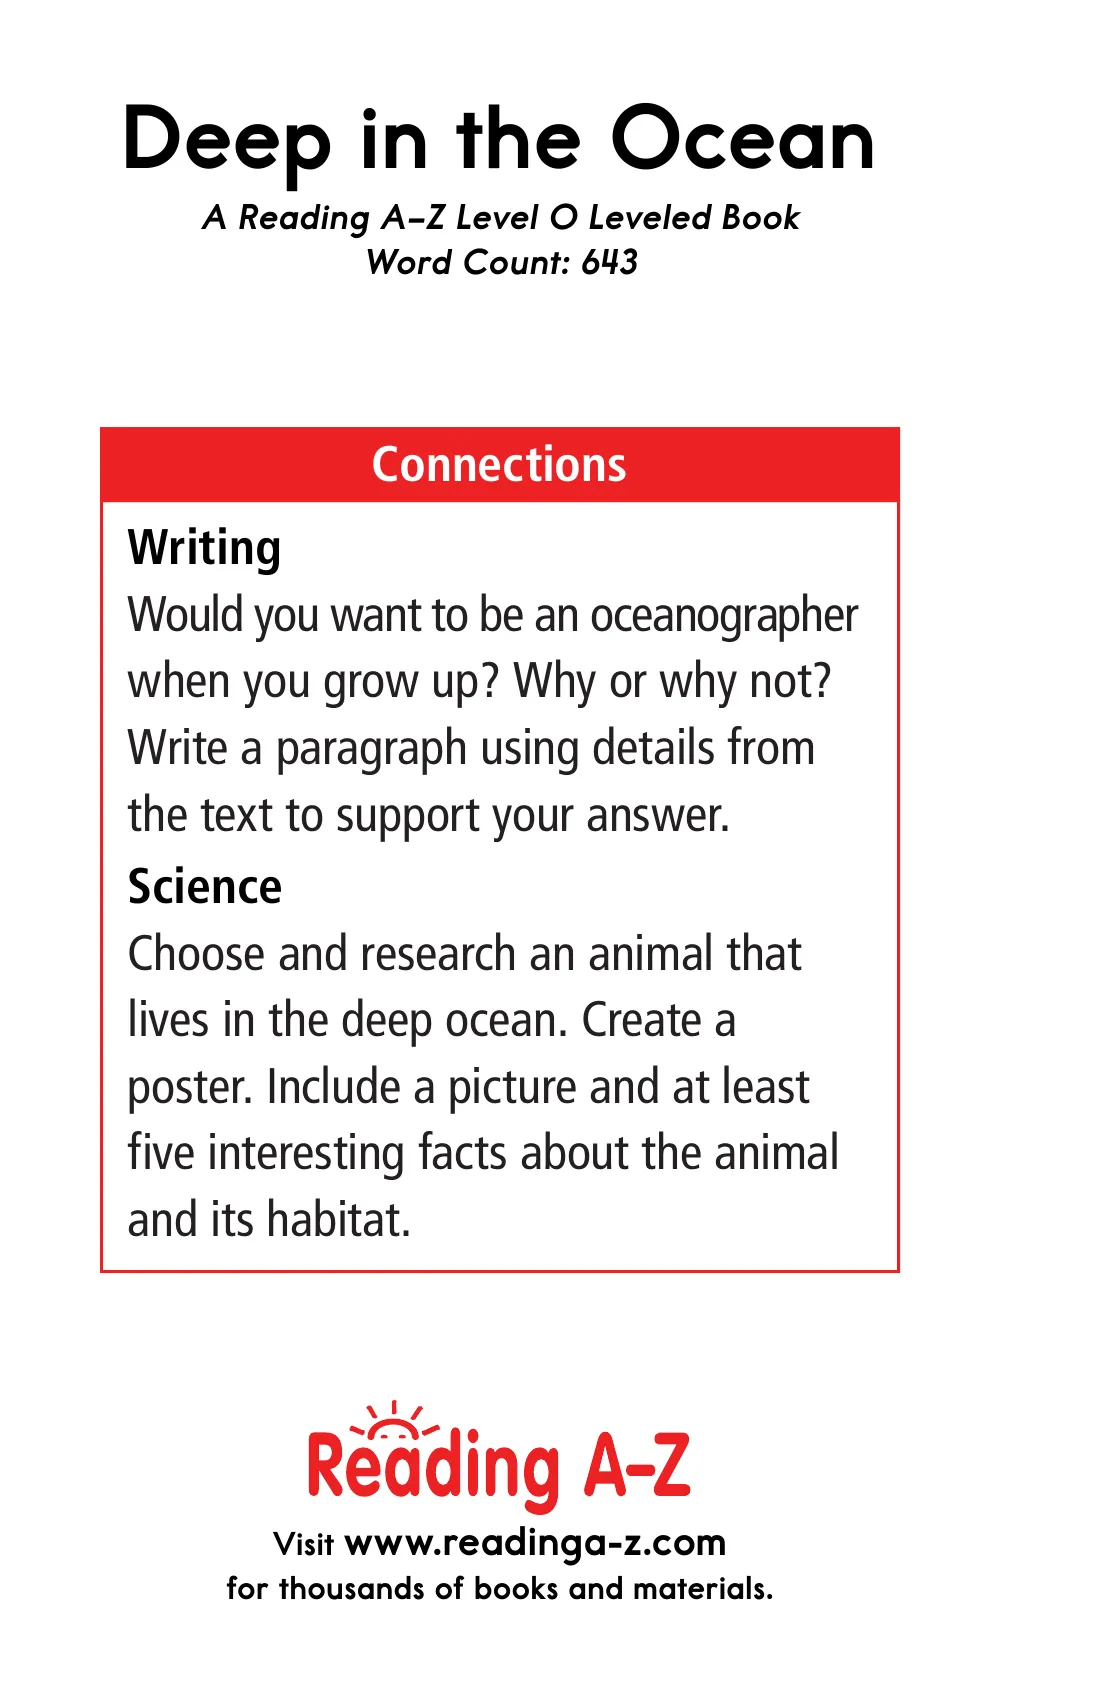 Deep in the Ocean
A Reading A–Z Level O Leveled Book
Word Count: 643
Connections
Writing
Would you want to be an oceanographer
when you grow up? Why or why not?
Write a paragraph using details from
the text to support your answer.
Science
Choose and research an animal that
lives in the deep ocean. Create a
poster. Include a picture and at least
five interesting facts about the animal
and its habitat.
Reading A–Z
Visit www.readinga-z.com
for thousands of books and materials.